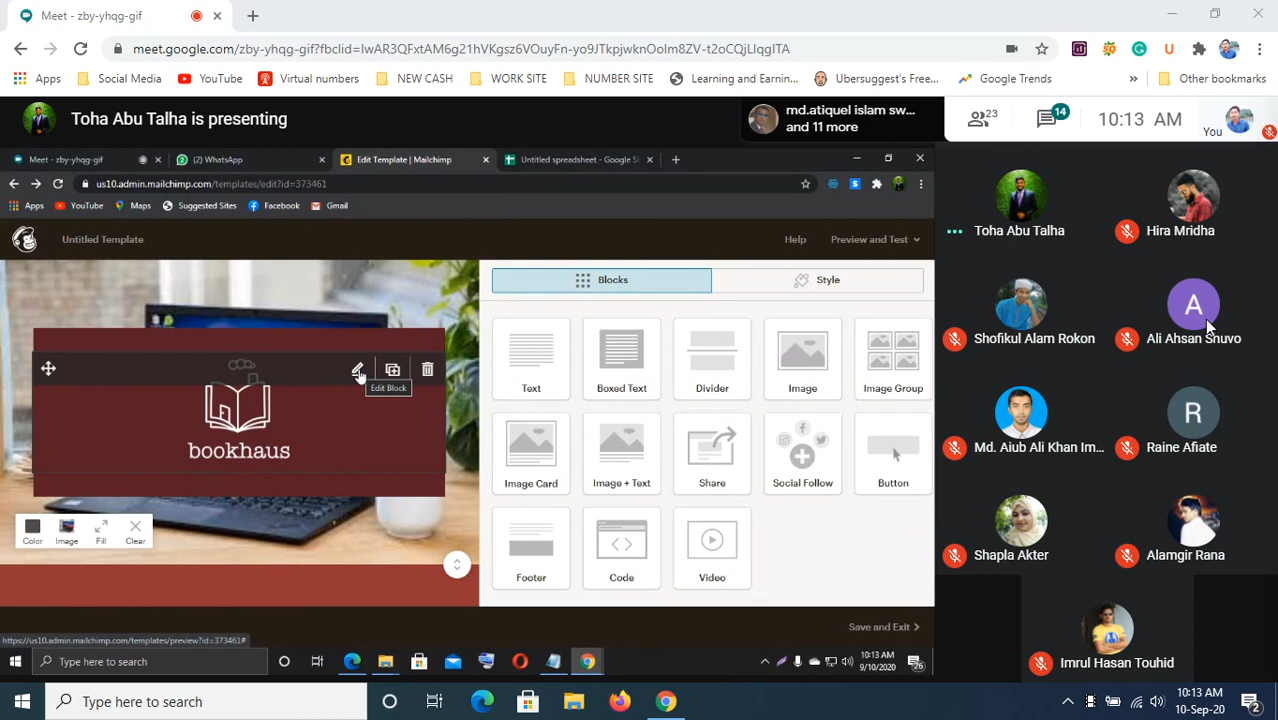 Meet - zby-yhqg-gif
meet.google.com/zby-yhqg-gif?fbclid=IwAR3QFxtAM6g21hVKgsz6VOuyFn-yo9JTkpjwknOolm8ZV-t2oCQjLlqgITA
Apps Social Media YouTube Virtual numbers NEW CASH WORK SITE NUMBER SITE Learning and Earnin... Ubersuggest's Free... Google Trends » Other bookmarks
Toha Abu Talha is presenting
md.atiquel islam sw...
and 11 more
23
14
10:13 AM
You
Meet - zby-yhqg-gif
(2) WhatsApp
Edit Template | Mailchimp
Untitled spreadsheet - Google Sh
us10.admin.mailchimp.com/templates/edit?id=373461
Apps YouTube Maps Suggested Sites Facebook Gmail
Untitled Template
Help
Preview and Test
Blocks
Style
Edit Block
bookhaus
Color Image Fill Clear
Text Boxed Text Divider Image Image Group
Image Card Image + Text Share Social Follow Button
Footer Code Video
Save and Exit
https://us10.admin.mailchimp.com/templates/preview?id=373461#
Type here to search
10:13 AM
9/10/2020
26
Toha Abu Talha
Hira Mridha
Shofikul Alam Rokon
A
Ali Ahsan Shuvo
Md. Aiub Ali Khan Im...
R
Raine Afiate
Shapla Akter
Alamgir Rana
Imrul Hasan Touhid
Type here to search
10:13 AM
10-Sep-20
2